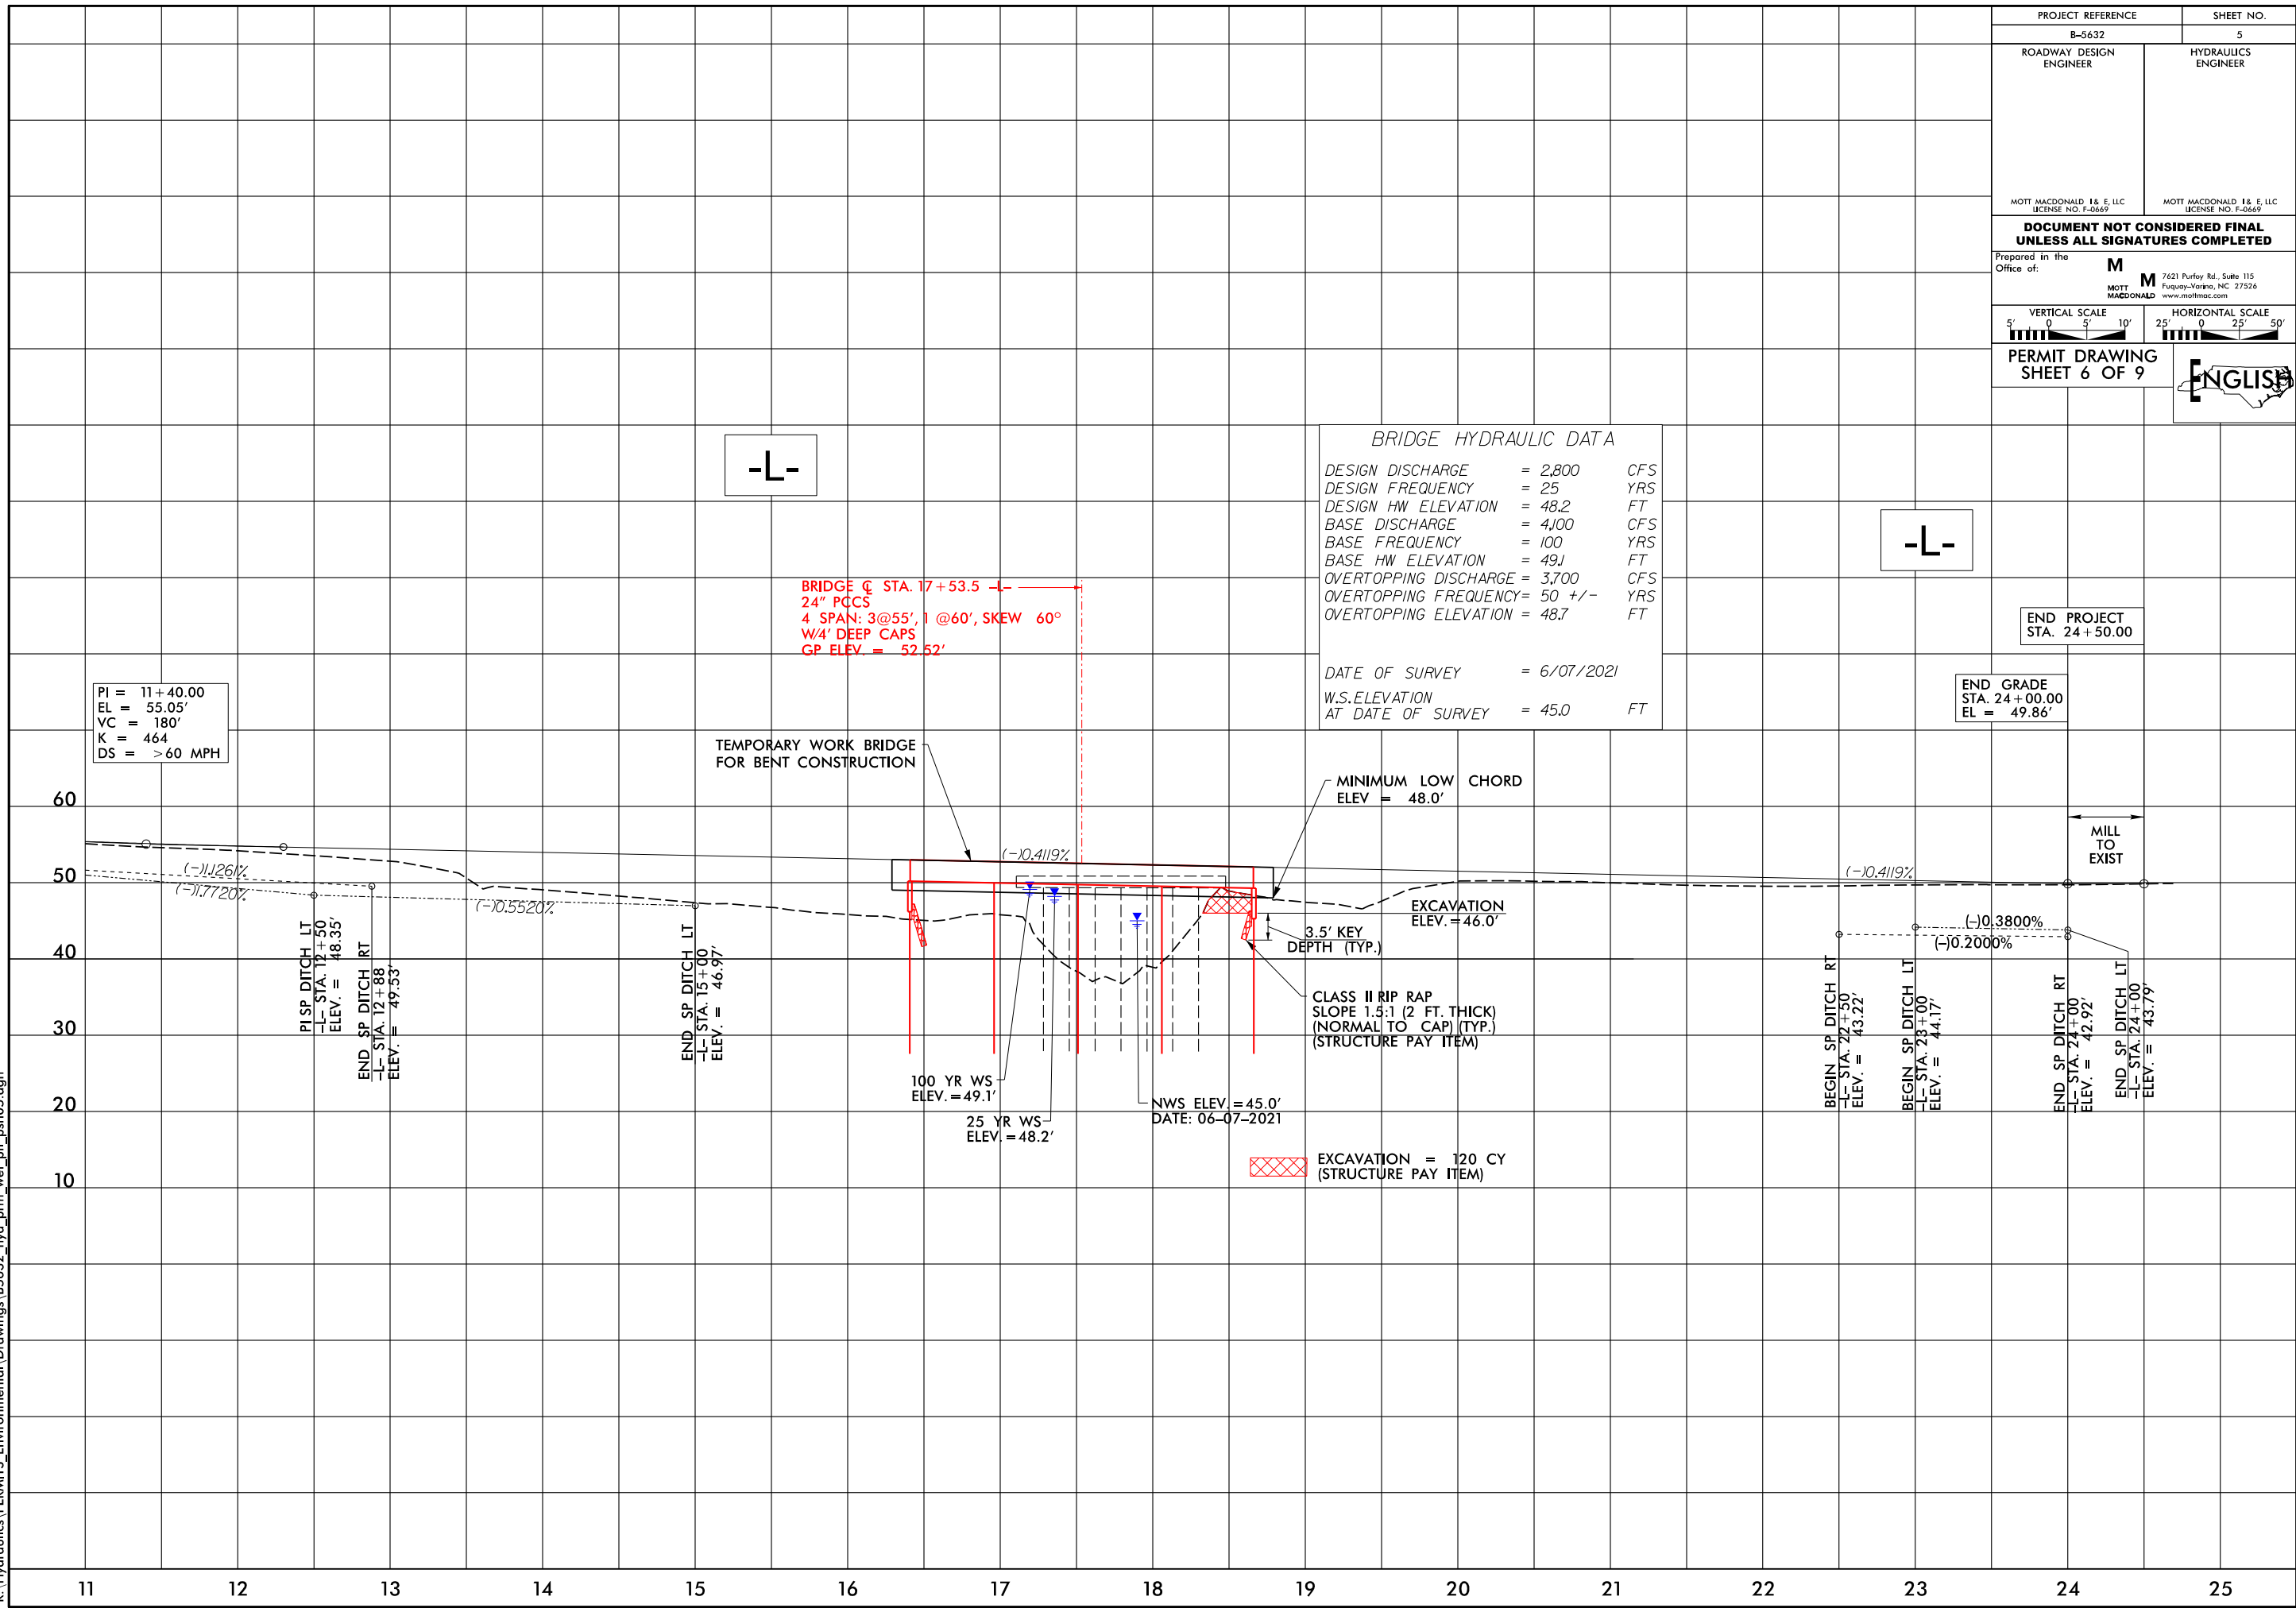 PROJECT REFERENCE
SHEET NO.
B-5632
5
ROADWAY DESIGN
ENGINEER
HYDRAULICS
ENGINEER
MOTT MACDONALD I & E, LLC
LICENSE NO. F-0669
MOTT MACDONALD I & E, LLC
LICENSE NO. F-0669
DOCUMENT NOT CONSIDERED FINAL
UNLESS ALL SIGNATURES COMPLETED
Prepared in the
Office of:
M
M
MOTT
MACDONALD
7621 Purfoy Rd., Suite 115
Fuquay-Varina, NC 27526
www.mottmac.com
VERTICAL SCALE
5' 0 5' 10'
HORIZONTAL SCALE
25' 0 25' 50'
PERMIT DRAWING
SHEET 6 OF 9
ENGLISH
-L-
BRIDGE HYDRAULIC DATA
DESIGN DISCHARGE = 2,800 CFS
DESIGN FREQUENCY = 25 YRS
DESIGN HW ELEVATION = 48.2 FT
BASE DISCHARGE = 4,100 CFS
BASE FREQUENCY = 100 YRS
BASE HW ELEVATION = 49.1 FT
OVERTOPPING DISCHARGE = 3,700 CFS
OVERTOPPING FREQUENCY = 50 +/- YRS
OVERTOPPING ELEVATION = 48.7 FT
DATE OF SURVEY = 6/07/2021
W.S. ELEVATION
AT DATE OF SURVEY = 45.0 FT
-L-
BRIDGE ℄ STA. 17+53.5 -L-
24" PCCS
4 SPAN: 3@55', 1 @60', SKEW 60°
W/4' DEEP CAPS
GP ELEV. = 52.52'
END PROJECT
STA. 24+50.00
END GRADE
STA. 24+00.00
EL = 49.86'
PI = 11+40.00
EL = 55.05'
VC = 180'
K = 464
DS = >60 MPH
TEMPORARY WORK BRIDGE
FOR BENT CONSTRUCTION
MINIMUM LOW CHORD
ELEV = 48.0'
MILL
TO
EXIST
60
50
40
30
20
10
(-)1.1261%
(-)1.7720%
(-)0.5520%
(-)0.4119%
(-)0.4119%
(-)0.3800%
(-)0.2000%
EXCAVATION
ELEV. = 46.0'
3.5' KEY
DEPTH (TYP.)
CLASS II RIP RAP
SLOPE 1.5:1 (2 FT. THICK)
(NORMAL TO CAP) (TYP.)
(STRUCTURE PAY ITEM)
PI SP DITCH LT
-L- STA. 12+50
ELEV. = 48.35'
END SP DITCH RT
-L- STA. 12+88
ELEV. = 49.53'
END SP DITCH LT
-L- STA. 15+00
ELEV. = 46.97'
100 YR WS
ELEV. = 49.1'
25 YR WS
ELEV. = 48.2'
NWS ELEV. = 45.0'
DATE: 06-07-2021
EXCAVATION = 120 CY
(STRUCTURE PAY ITEM)
BEGIN SP DITCH RT
-L- STA. 22+50
ELEV. = 43.22'
BEGIN SP DITCH LT
-L- STA. 23+00
ELEV. = 44.17'
END SP DITCH RT
-L- STA. 24+00
ELEV. = 42.92'
END SP DITCH LT
-L- STA. 24+00
ELEV. = 43.79'
11 12 13 14 15 16 17 18 19 20 21 22 23 24 25